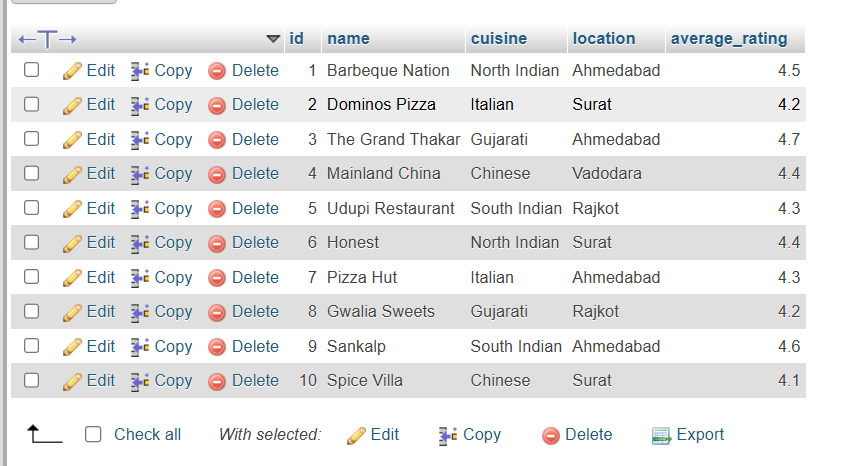 id name cuisine location average_rating
Edit Copy Delete 1 Barbeque Nation North Indian Ahmedabad 4.5
Edit Copy Delete 2 Dominos Pizza Italian Surat 4.2
Edit Copy Delete 3 The Grand Thakar Gujarati Ahmedabad 4.7
Edit Copy Delete 4 Mainland China Chinese Vadodara 4.4
Edit Copy Delete 5 Udupi Restaurant South Indian Rajkot 4.3
Edit Copy Delete 6 Honest North Indian Surat 4.4
Edit Copy Delete 7 Pizza Hut Italian Ahmedabad 4.3
Edit Copy Delete 8 Gwalia Sweets Gujarati Rajkot 4.2
Edit Copy Delete 9 Sankalp South Indian Ahmedabad 4.6
Edit Copy Delete 10 Spice Villa Chinese Surat 4.1
Check all With selected: Edit Copy Delete Export